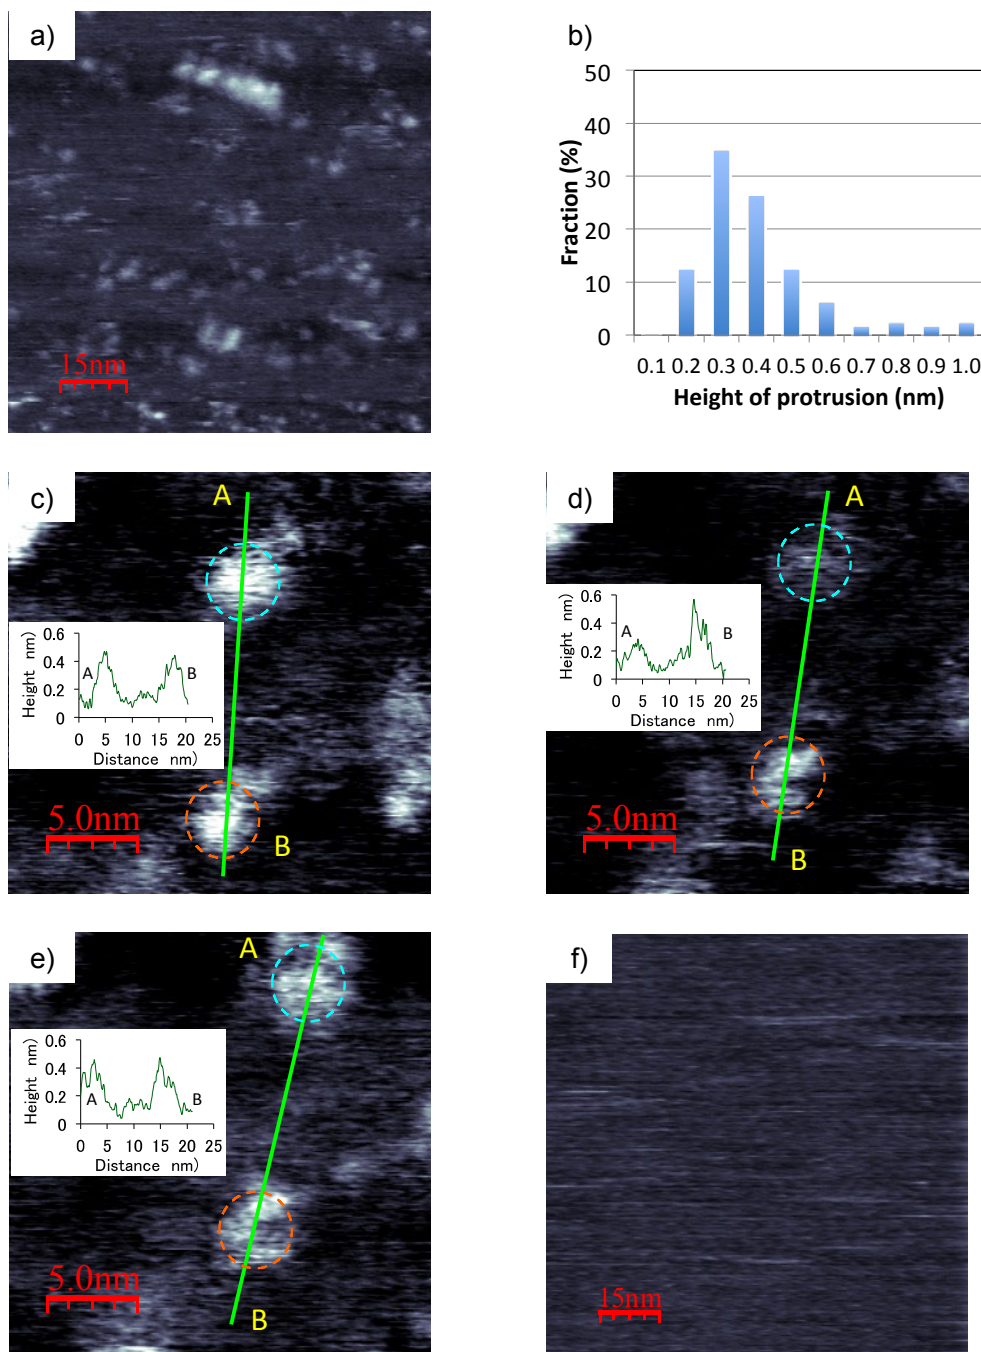 a)
15nm
b)
Fraction (%)
50
40
30
20
10
0
0.1 0.2 0.3 0.4 0.5 0.6 0.7 0.8 0.9 1.0
Height of protrusion (nm)
c)
A
B
Height nm)
0.6
0.4
0.2
0
A
B
0 5 10 15 20 25
Distance nm)
5.0nm
d)
A
B
Height nm)
0.6
0.4
0.2
0
A
B
0 5 10 15 20 25
Distance nm)
5.0nm
e)
A
B
Height nm)
0.6
0.4
0.2
0
A
B
0 5 10 15 20 25
Distance nm)
5.0nm
f)
15nm